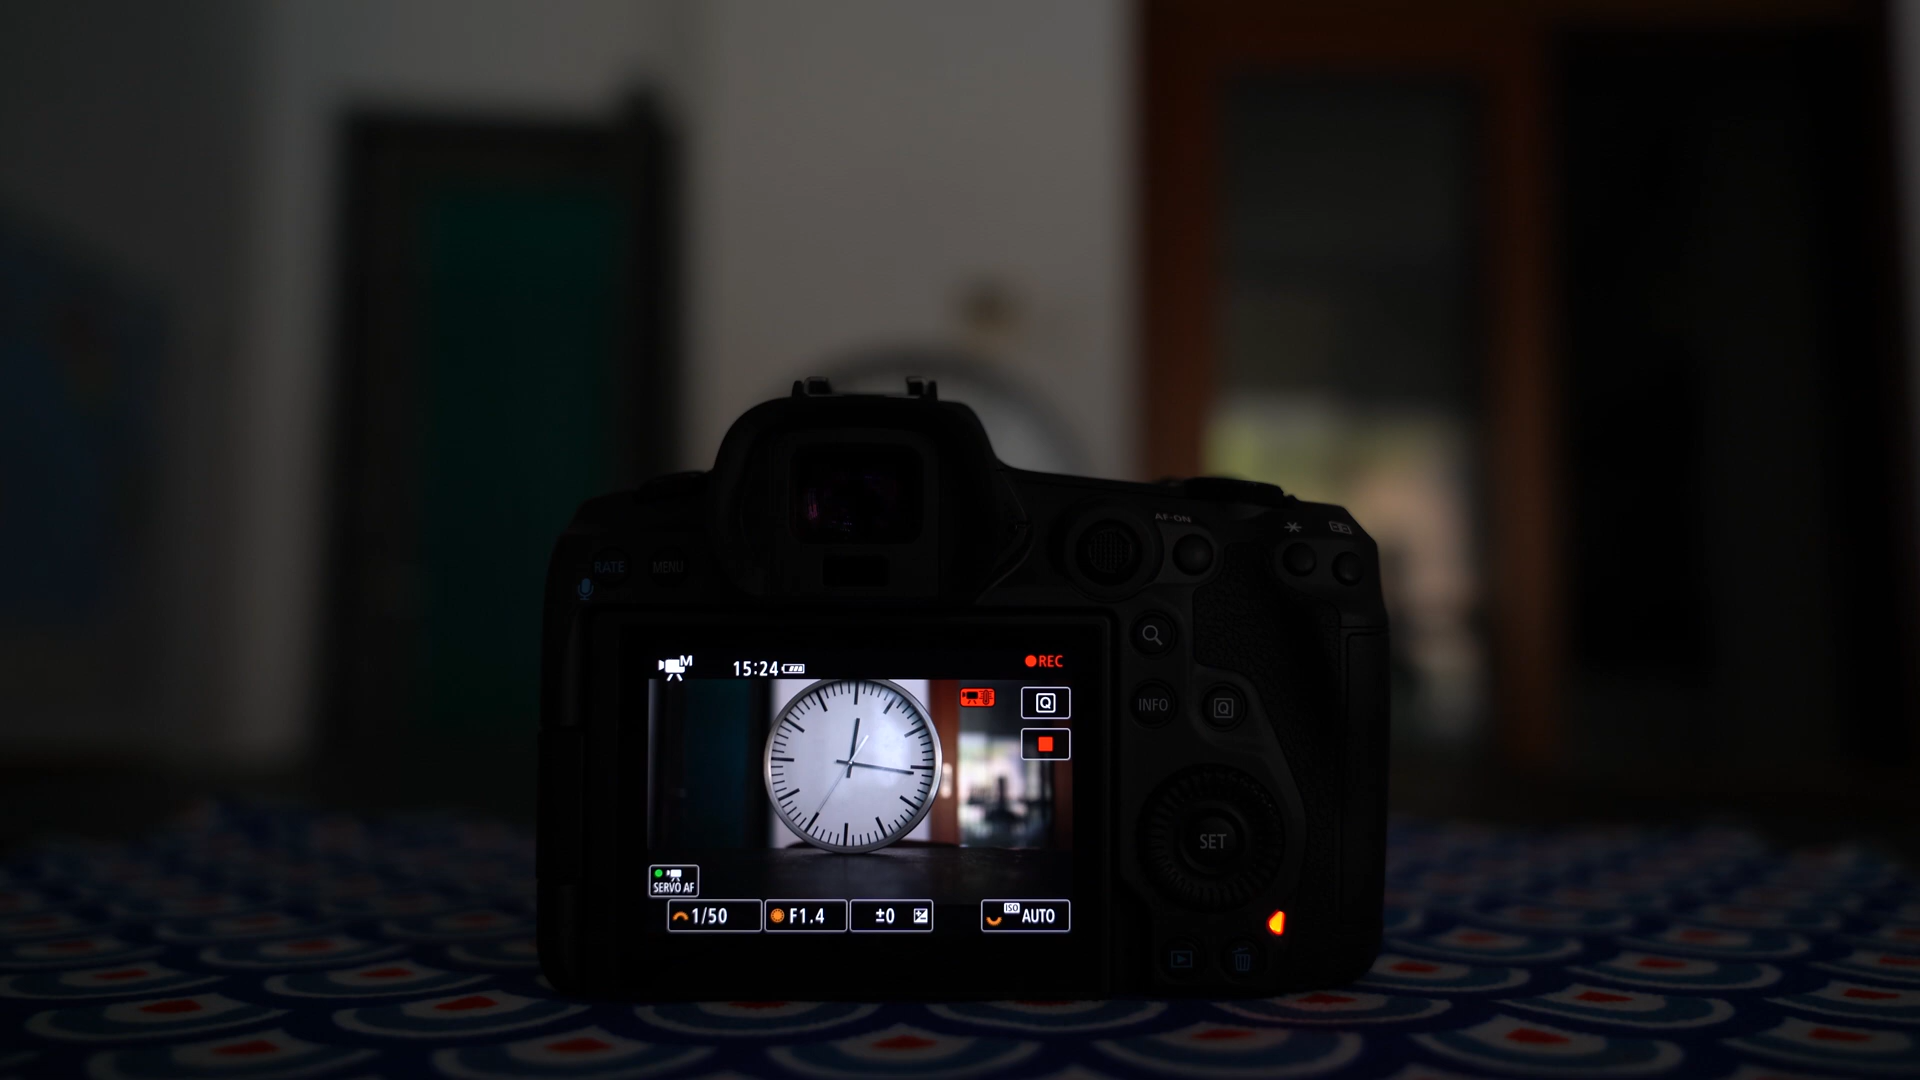 AF-ON
RATE
MENU
M
15:24
REC
Q
INFO
Q
SET
SERVO AF
1/50
F1.4
±0
ISO
AUTO